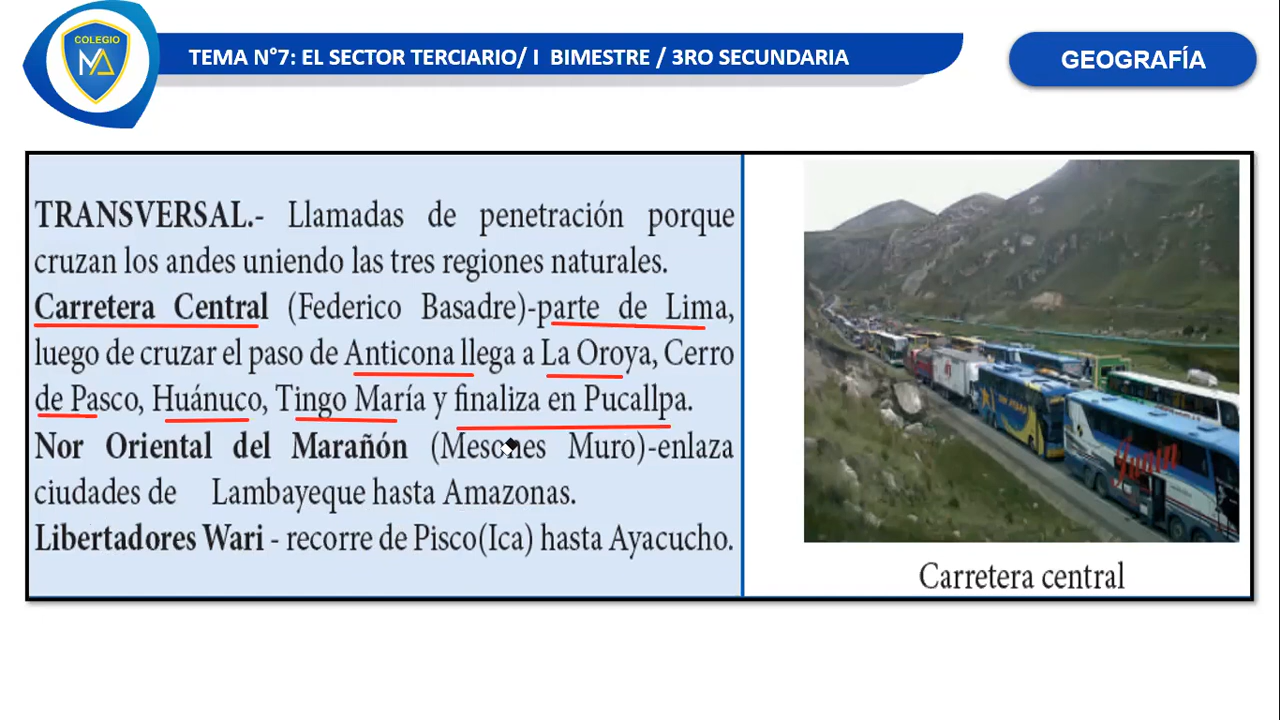 COLEGIO
MA
TEMA N°7: EL SECTOR TERCIARIO/ I BIMESTRE / 3RO SECUNDARIA
GEOGRAFÍA
TRANSVERSAL.- Llamadas de penetración porque
cruzan los andes uniendo las tres regiones naturales.
Carretera Central (Federico Basadre)-parte de Lima,
luego de cruzar el paso de Anticona llega a La Oroya, Cerro
de Pasco, Huánuco, Tingo María y finaliza en Pucallpa.
Nor Oriental del Marañón (Mesones Muro)-enlaza
ciudades de Lambayeque hasta Amazonas.
Libertadores Wari - recorre de Pisco(Ica) hasta Ayacucho.
Junin
Carretera central